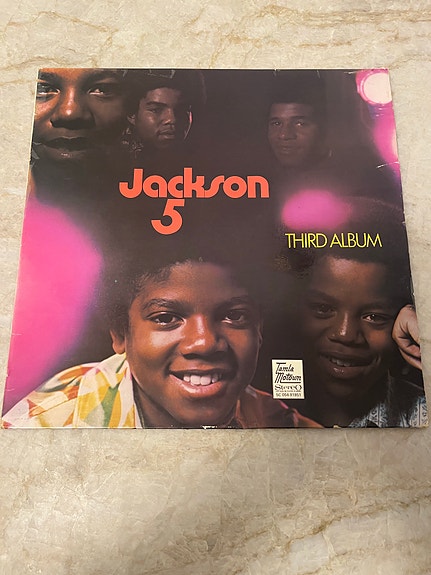 Jackson
5
THIRD ALBUM
Tamla
Motown
Stereo